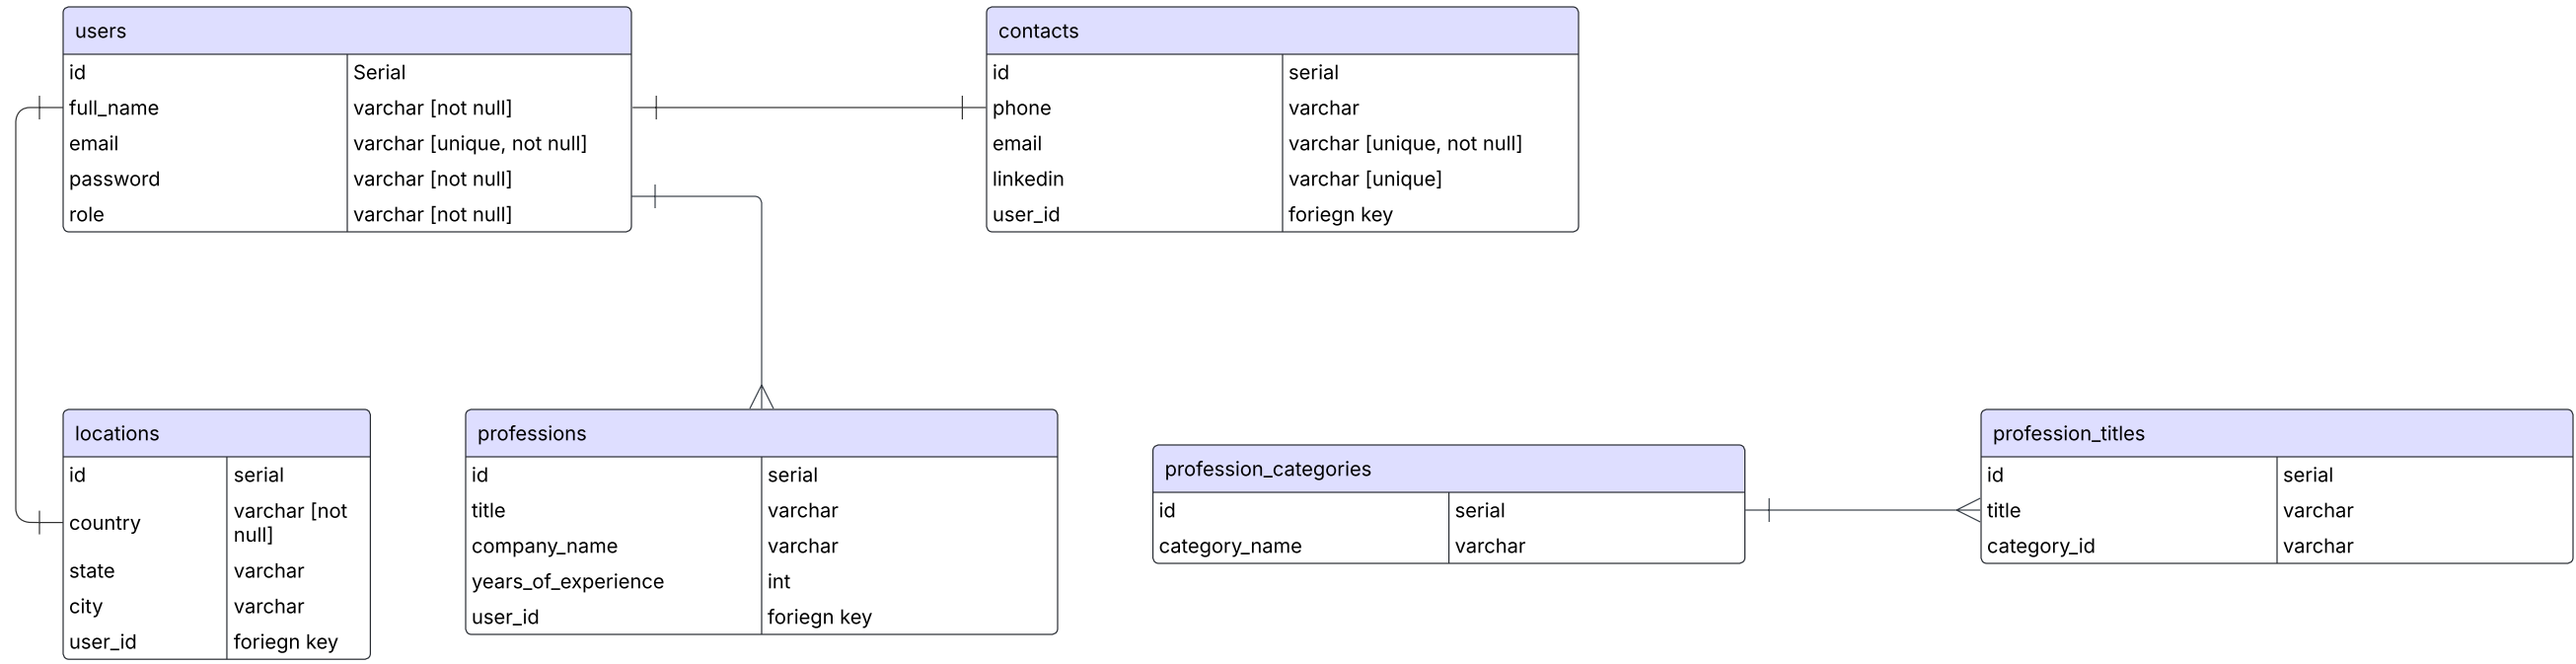 users
id Serial
full_name varchar [not null]
email varchar [unique, not null]
password varchar [not null]
role varchar [not null]
contacts
id serial
phone varchar
email varchar [unique, not null]
linkedin varchar [unique]
user_id foriegn key
locations
id serial
country varchar [not
null]
state varchar
city varchar
user_id foriegn key
professions
id serial
title varchar
company_name varchar
years_of_experience int
user_id foriegn key
profession_categories
id serial
category_name varchar
profession_titles
id serial
title varchar
category_id varchar